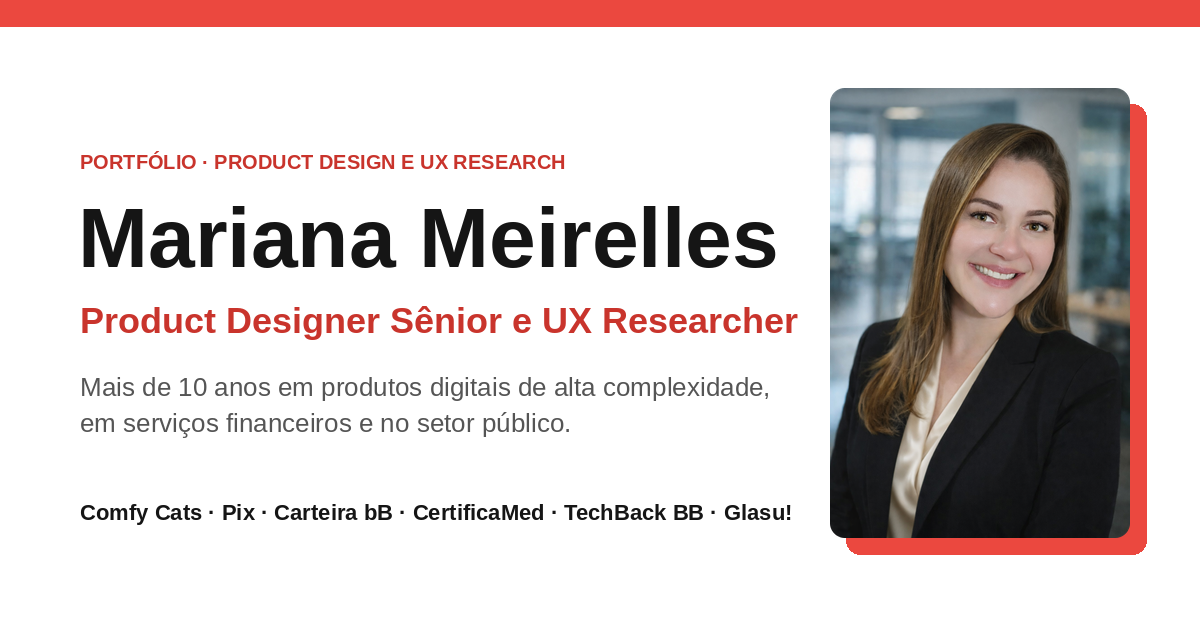 PORTFÓLIO · PRODUCT DESIGN E UX RESEARCH
Mariana Meirelles
Product Designer Sênior e UX Researcher
Mais de 10 anos em produtos digitais de alta complexidade,
em serviços financeiros e no setor público.
Comfy Cats · Pix · Carteira bB · CertificaMed · TechBack BB · Glasu!